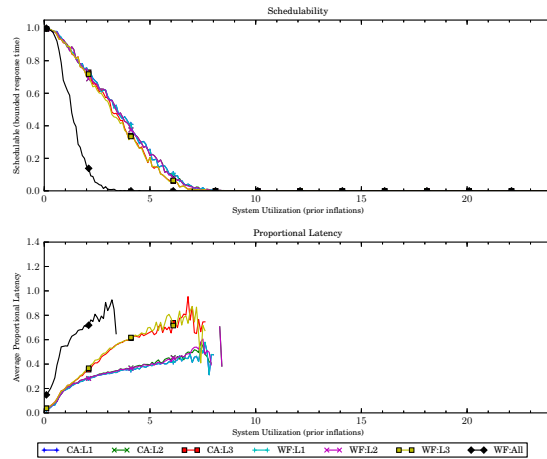 Schedulability
Schedulable (bounded response time)
1.0
0.8
0.6
0.4
0.2
0.0
0 5 10 15 20
System Utilization (prior inflations)
Proportional Latency
Average Proportional Latency
1.4
1.2
1.0
0.8
0.6
0.4
0.2
0.0
0 5 10 15 20
System Utilization (prior inflations)
CA:L1 CA:L2 CA:L3 WF:L1 WF:L2 WF:L3 WF:All